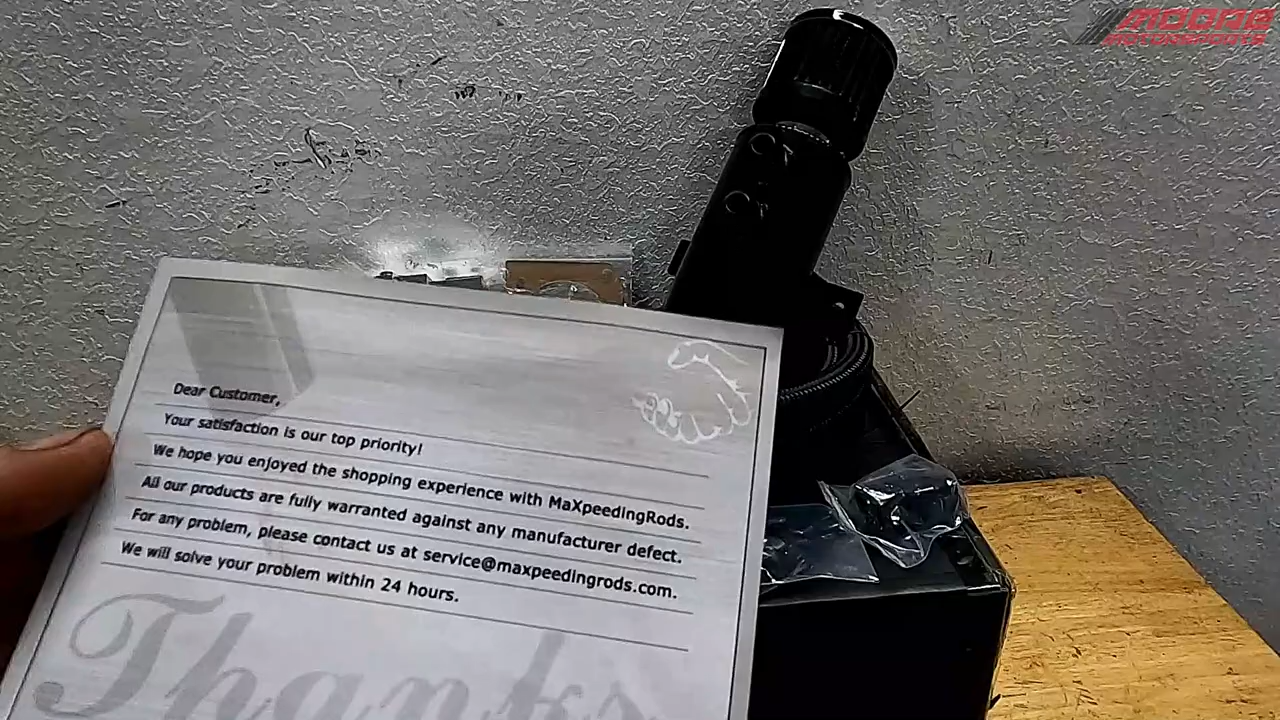 MOORE
MOTORSPORTS
Dear Customer,
Your satisfaction is our top priority!
We hope you enjoyed the shopping experience with MaXpeedingRods.
All our products are fully warranted against any manufacturer defect.
For any problem, please contact us at service@maxpeedingrods.com.
We will solve your problem within 24 hours.
Thanks